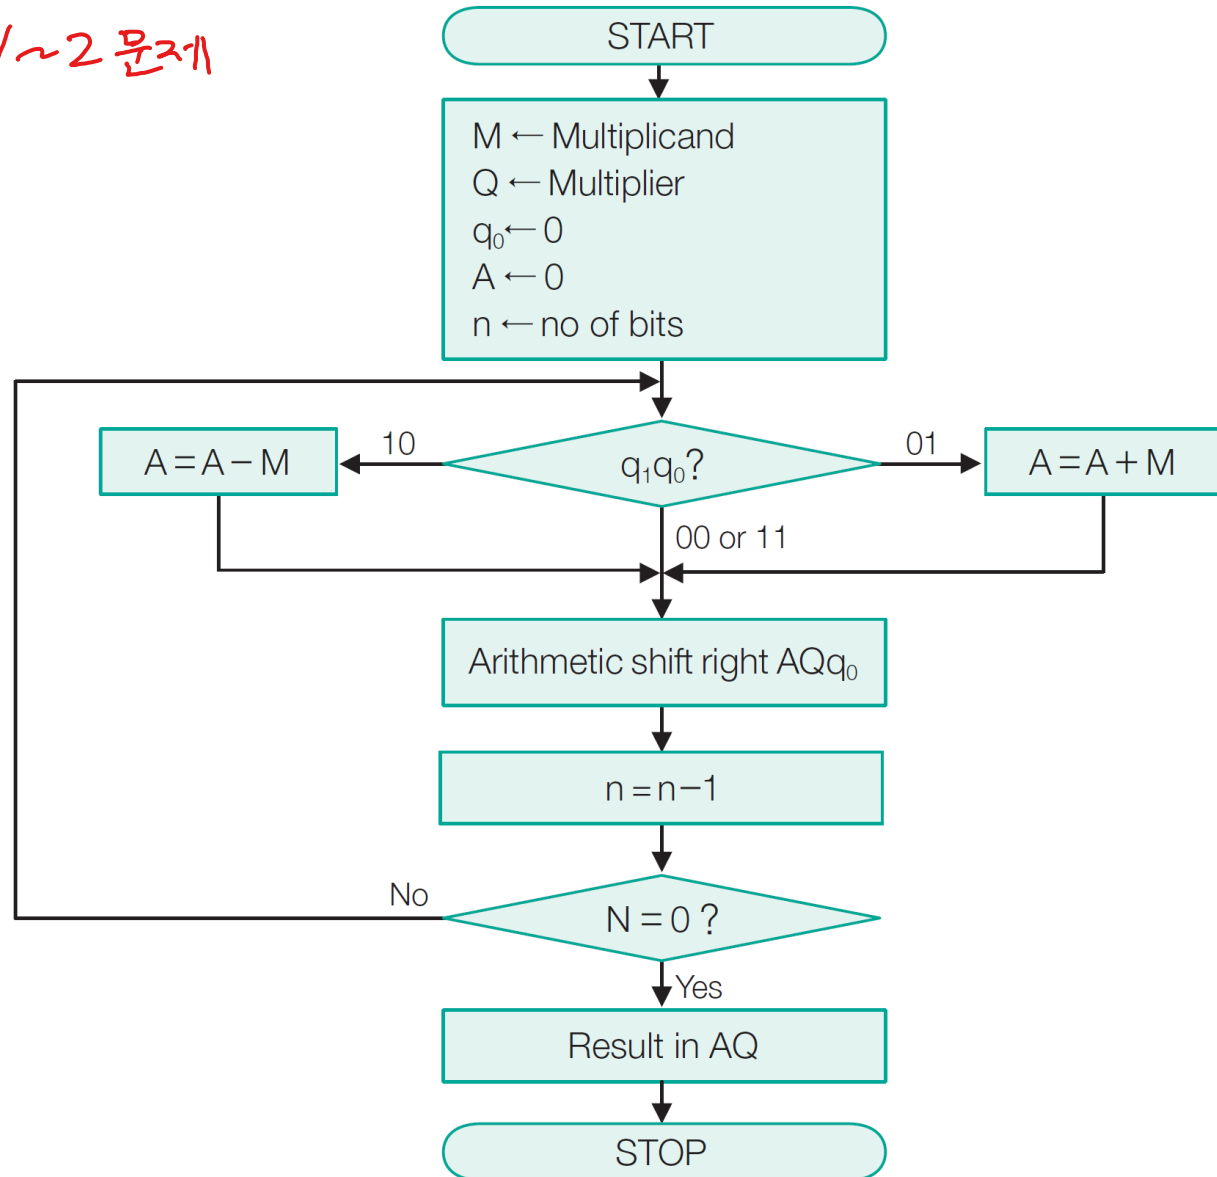 1~2 문제
START
M ← Multiplicand
Q ← Multiplier
q₀ ← 0
A ← 0
n ← no of bits
10
q₁q₀?
01
A = A − M
A = A + M
00 or 11
Arithmetic shift right AQq₀
n = n−1
No
N = 0 ?
Yes
Result in AQ
STOP